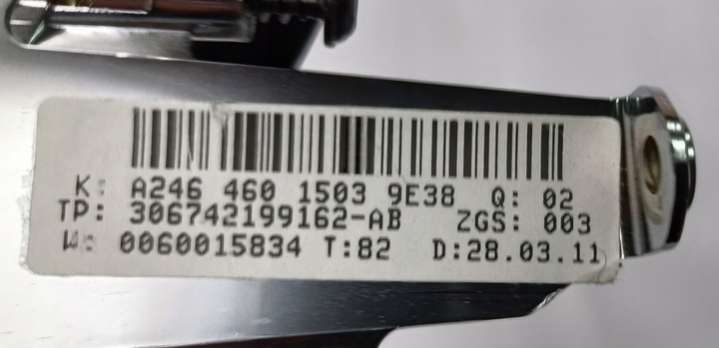 K: A246 460 1503 9E38 Q: 02
TP: 306742199162-AB ZGS: 003
W: 0060015834 T:82 D:28.03.11